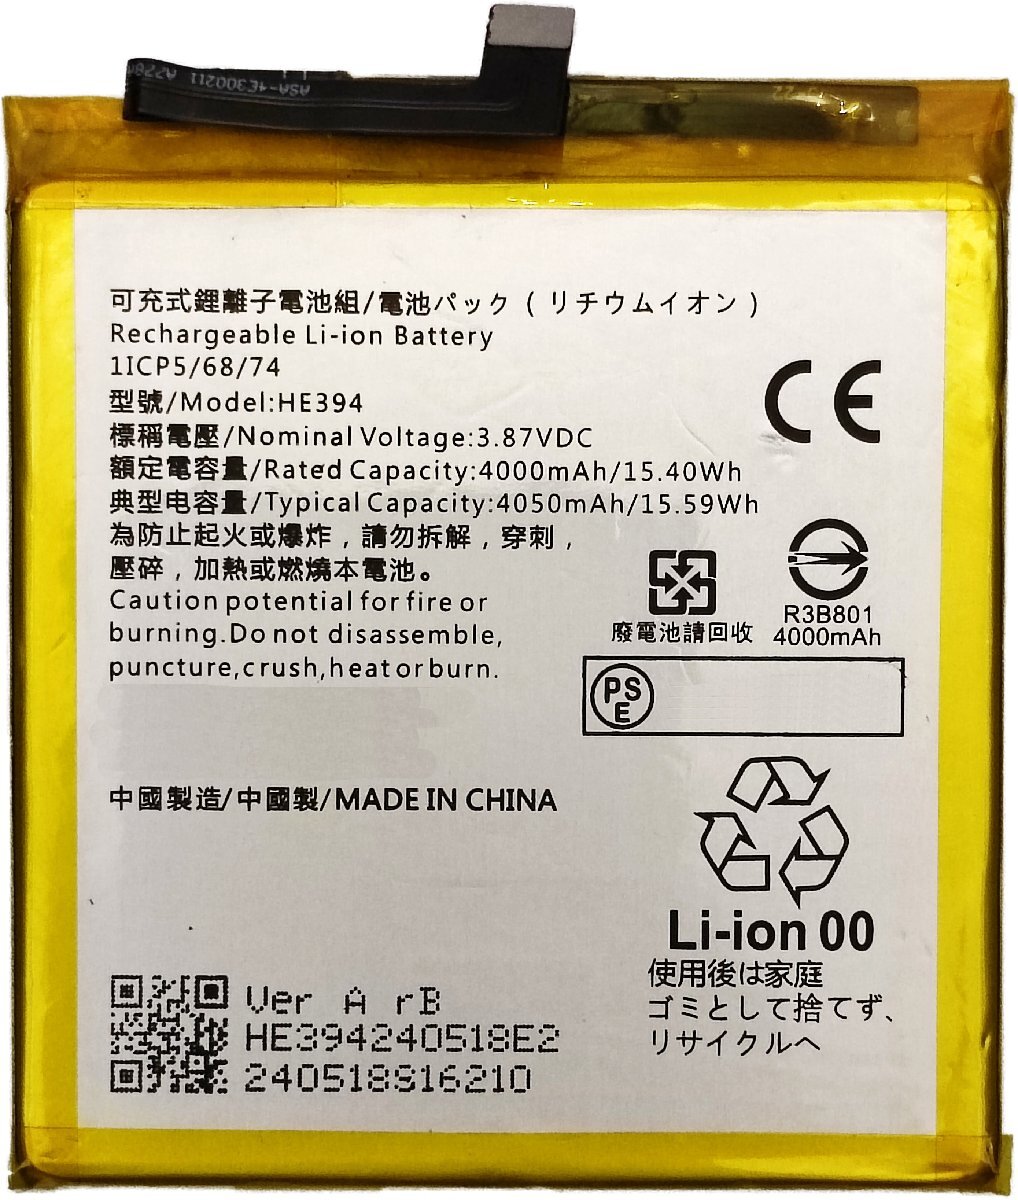 ASA-4E300211 A228A
可充式鋰離子電池組/電池パック ( リチウムイオン )
Rechargeable Li-ion Battery
1ICP5/68/74
型號/Model:HE394
標稱電壓/Nominal Voltage:3.87VDC
額定電容量/Rated Capacity:4000mAh/15.40Wh
典型电容量/Typical Capacity:4050mAh/15.59Wh
為防止起火或爆炸，請勿拆解，穿刺，
壓碎，加熱或燃燒本電池。
Caution potential for fire or
burning.Do not disassemble,
puncture,crush,heat or burn.
CE
廢電池請回收
R3B801
4000mAh
PS
E
中國製造/中國製/MADE IN CHINA
Li-ion 00
使用後は家庭
ゴミとして捨てず、
リサイクルへ
Ver A rB
HE394240518E2
240518S16210